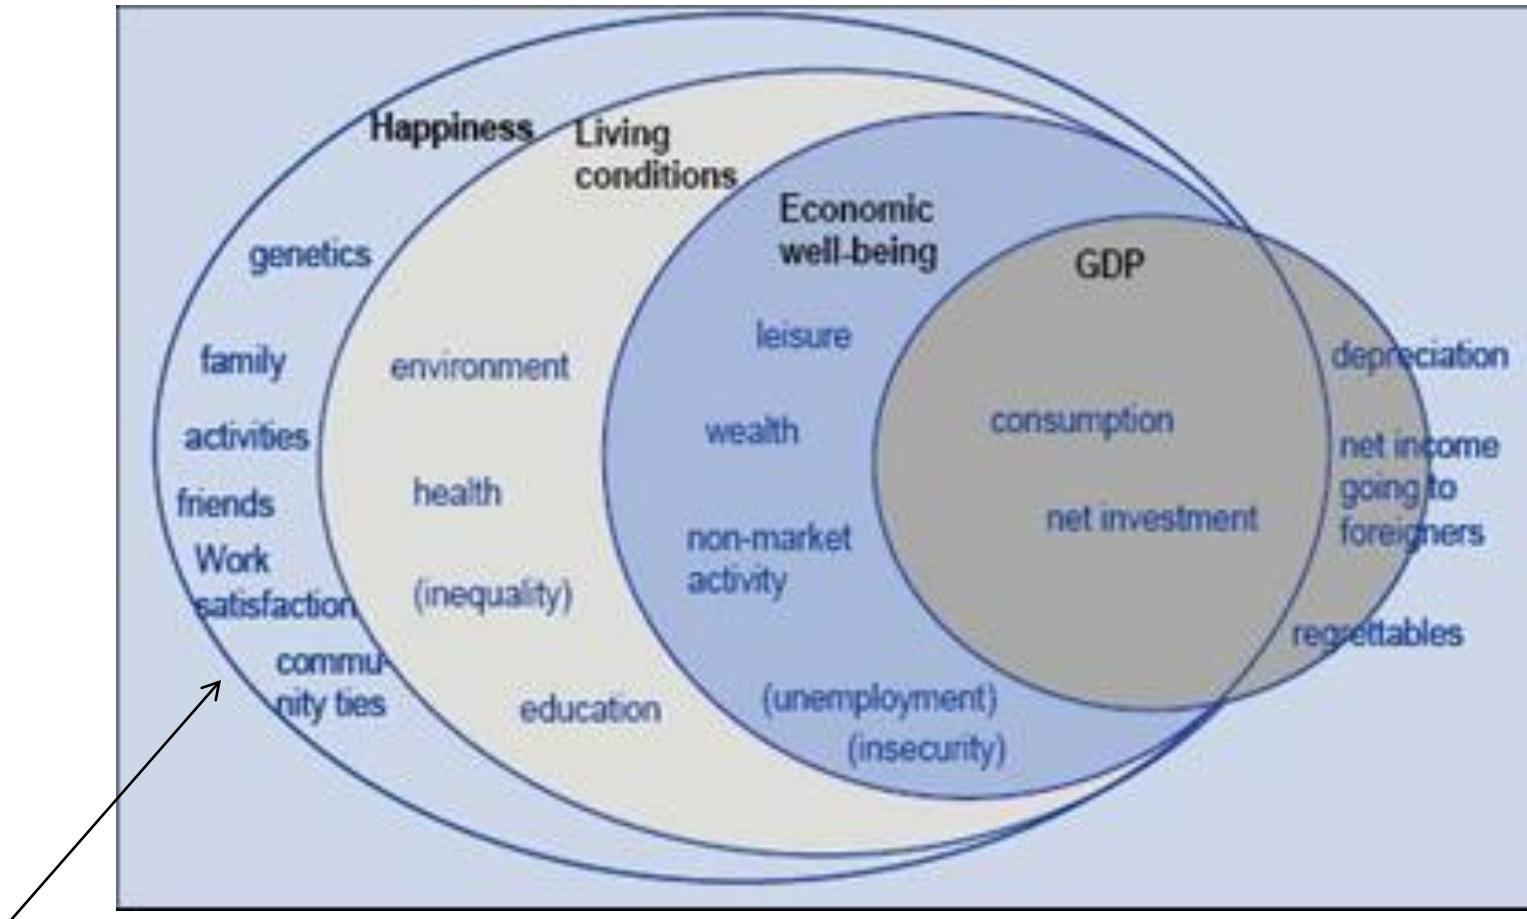 Happiness
Living
conditions
Economic
well-being
GDP
genetics
family
activities
friends
Work
satisfaction
commu-
nity ties
environment
health
(inequality)
education
leisure
wealth
non-market
activity
(unemployment)
(insecurity)
consumption
net investment
depreciation
net income
going to
foreigners
regrettables